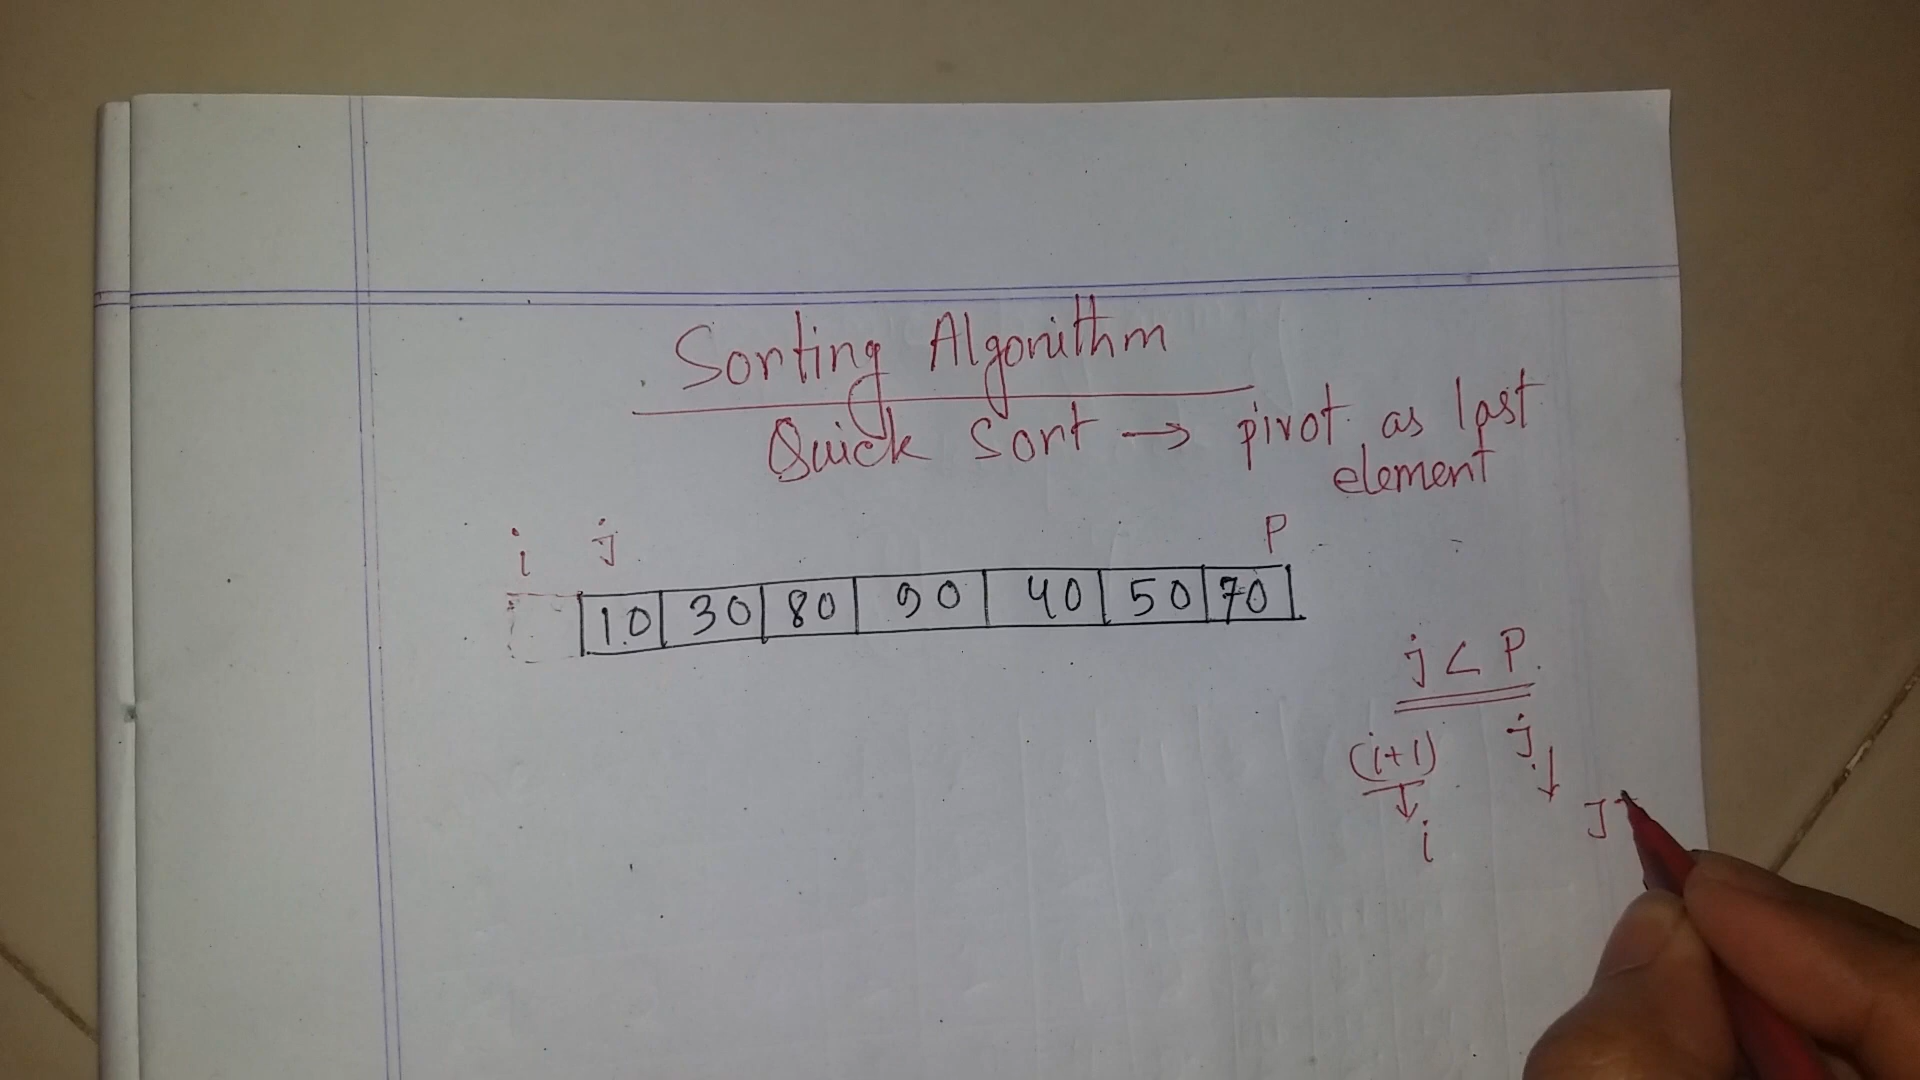 Sorting Algorithm
Quick Sort → pivot as last
element
i j P
10 30 80 90 40 50 70
j < P
(i+1) j
i